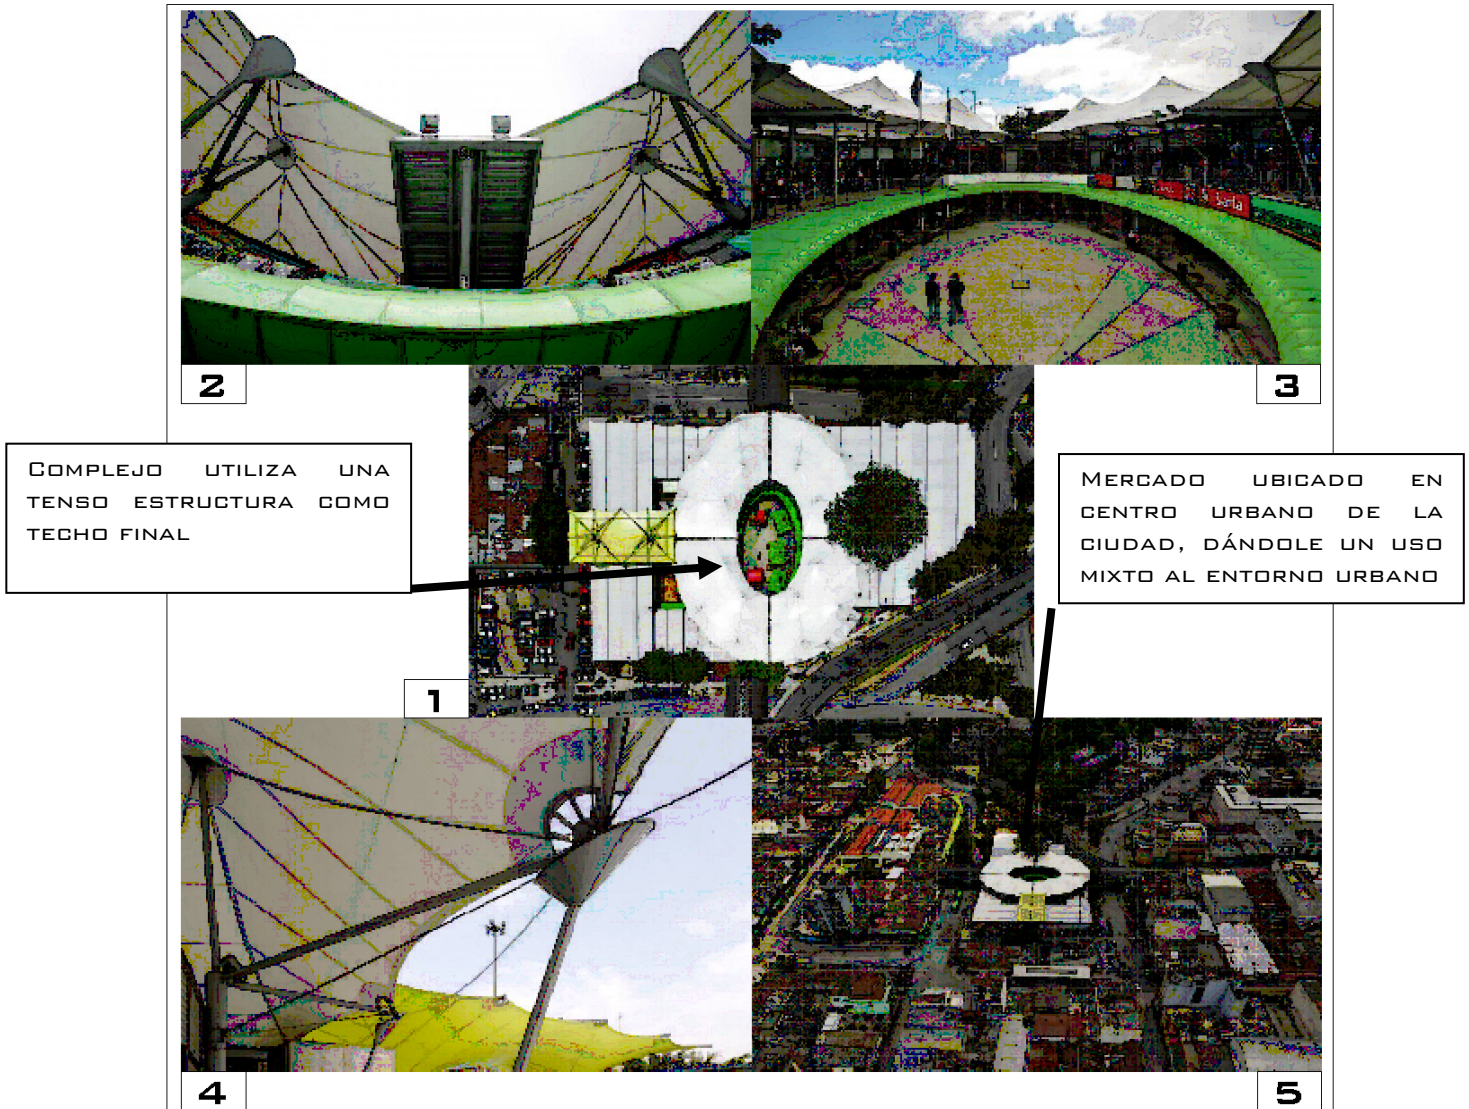 2
3
COMPLEJO UTILIZA UNA
TENSO ESTRUCTURA COMO
TECHO FINAL
MERCADO UBICADO EN
CENTRO URBANO DE LA
CIUDAD, DÁNDOLE UN USO
MIXTO AL ENTORNO URBANO
1
4
5